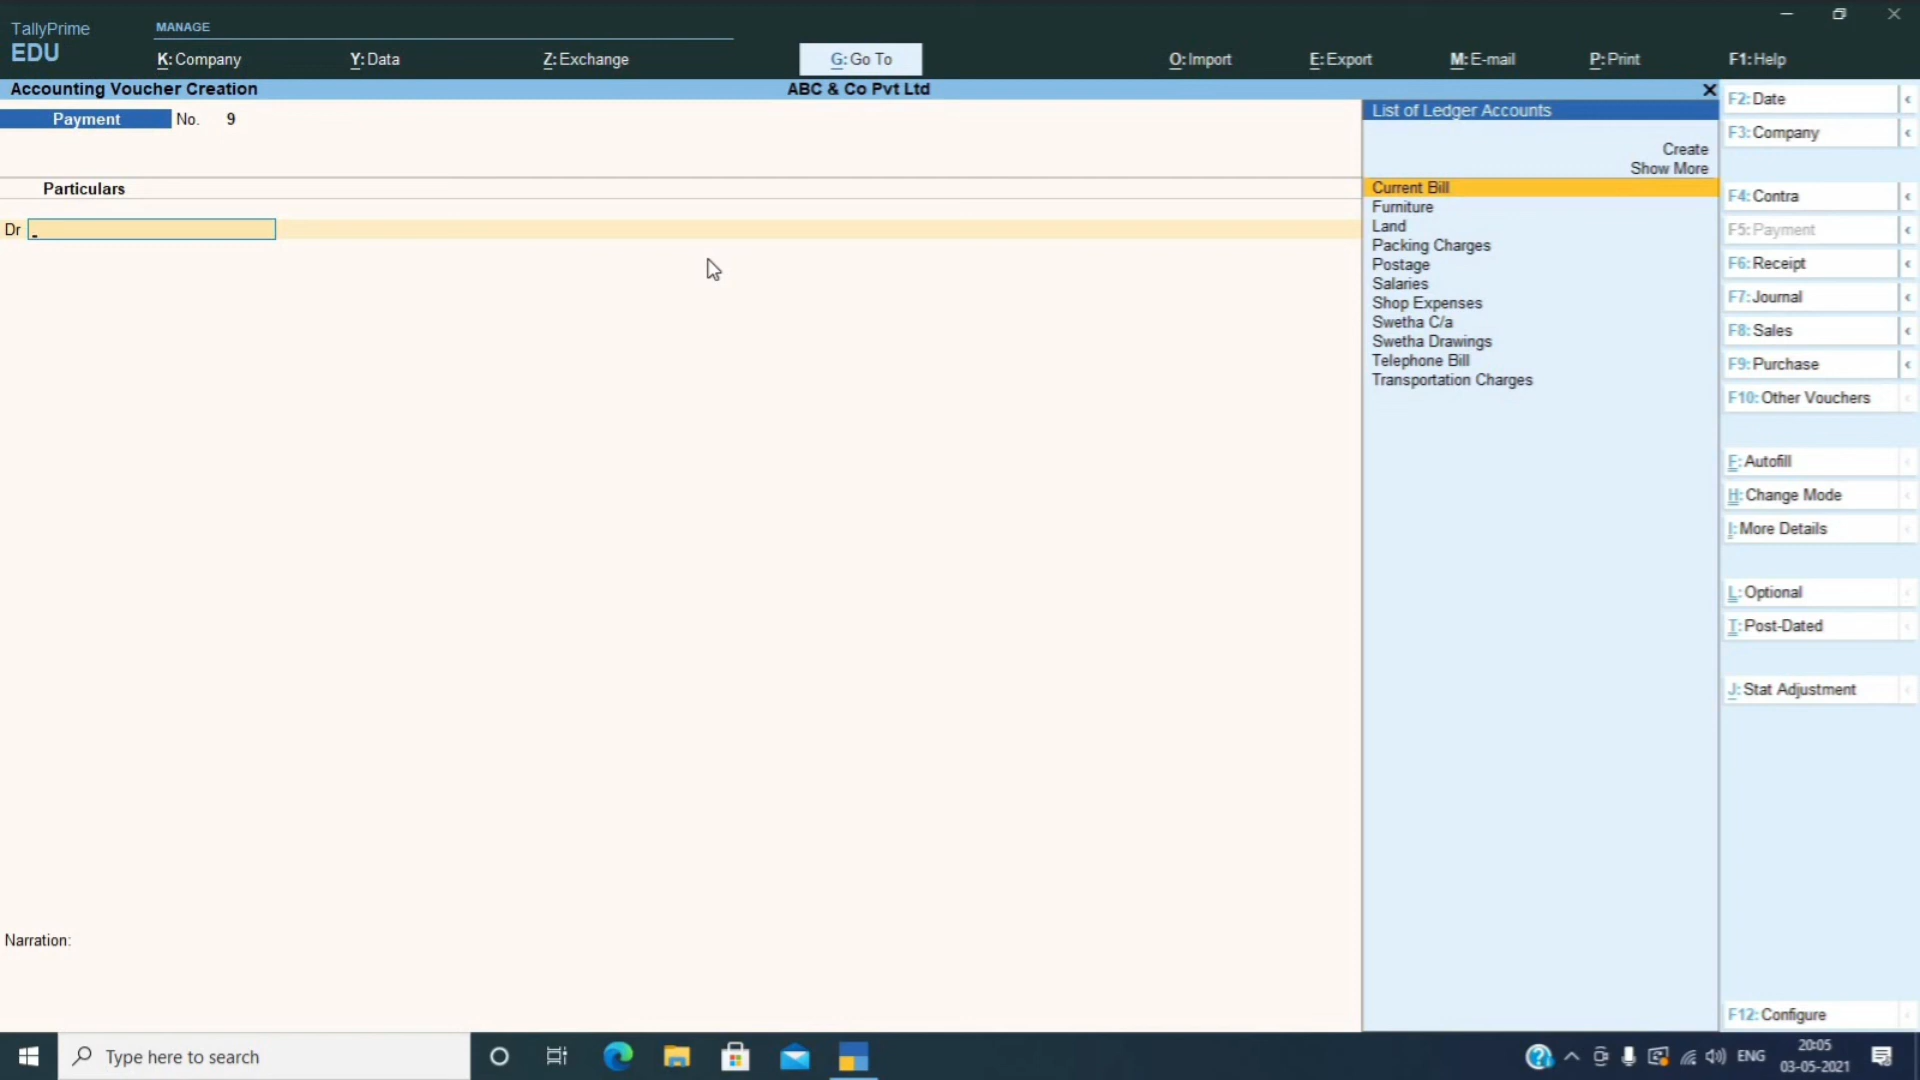 TallyPrime
EDU
MANAGE
K: Company
Y: Data
Z: Exchange
G: Go To
O: Import
E: Export
M: E-mail
P: Print
F1: Help
Accounting Voucher Creation
ABC & Co Pvt Ltd
Payment No. 9
Particulars
Dr
Narration:
List of Ledger Accounts
Create
Show More
Current Bill
Furniture
Land
Packing Charges
Postage
Salaries
Shop Expenses
Swetha C/a
Swetha Drawings
Telephone Bill
Transportation Charges
F2: Date
F3: Company
F4: Contra
F5: Payment
F6: Receipt
F7: Journal
F8: Sales
F9: Purchase
F10: Other Vouchers
F: Autofill
H: Change Mode
I: More Details
L: Optional
T: Post-Dated
J: Stat Adjustment
F12: Configure
Type here to search
ENG
20:05
03-05-2021